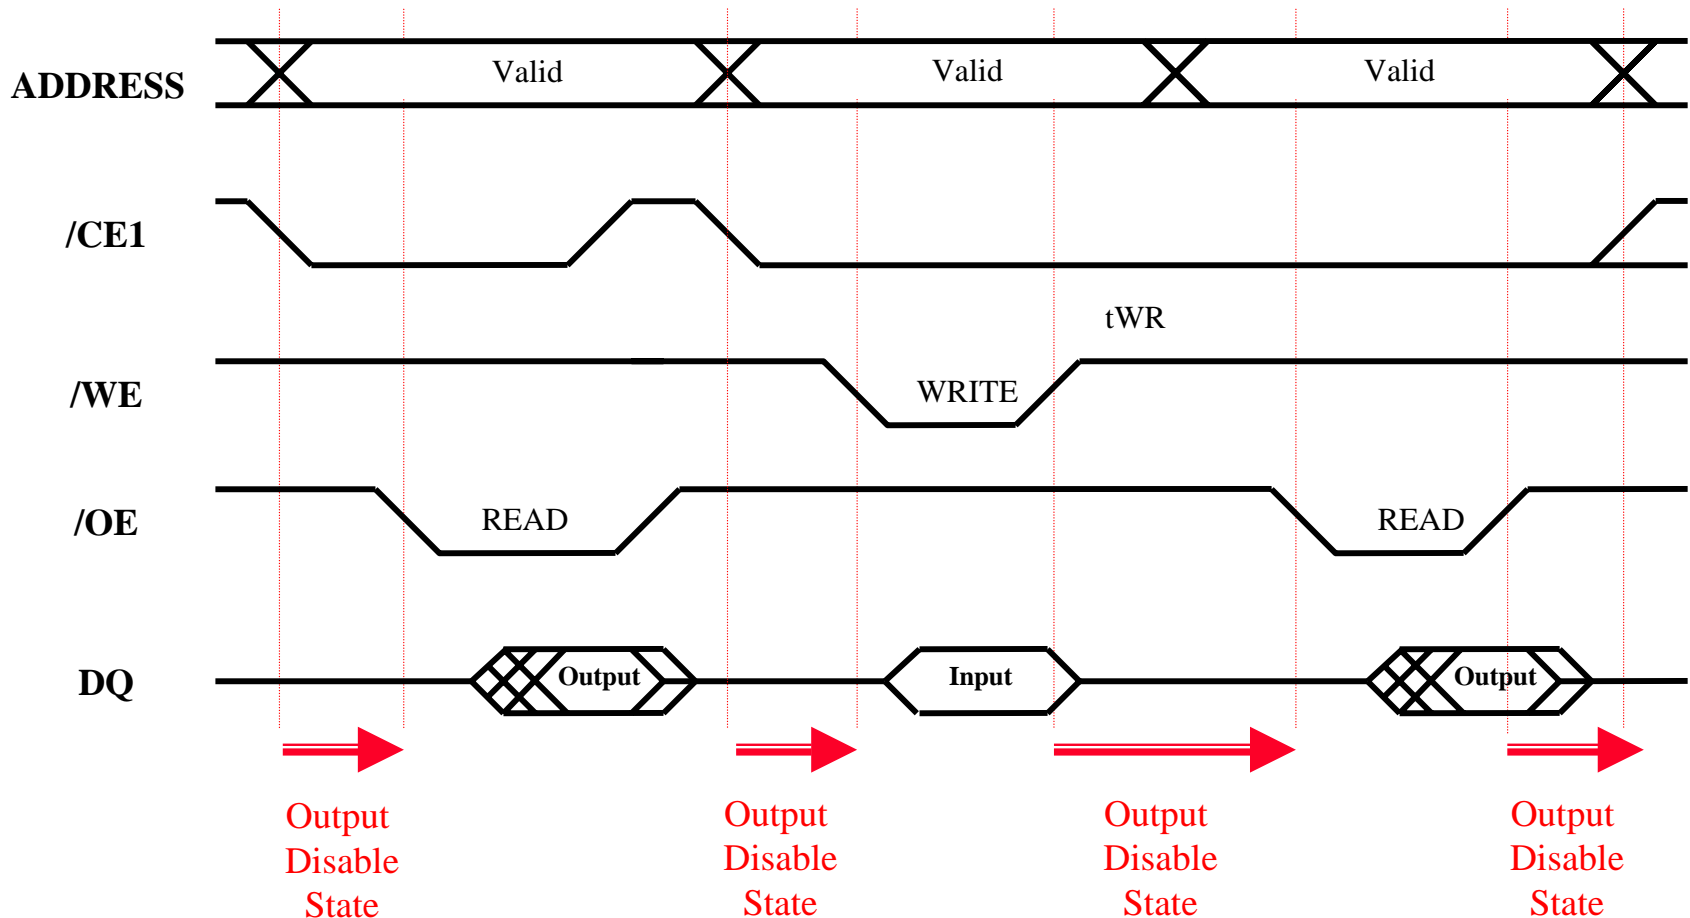 ADDRESS
Valid
Valid
Valid
/CE1
tWR
/WE
WRITE
/OE
READ
READ
DQ
Output
Input
Output
Output
Disable
State
Output
Disable
State
Output
Disable
State
Output
Disable
State